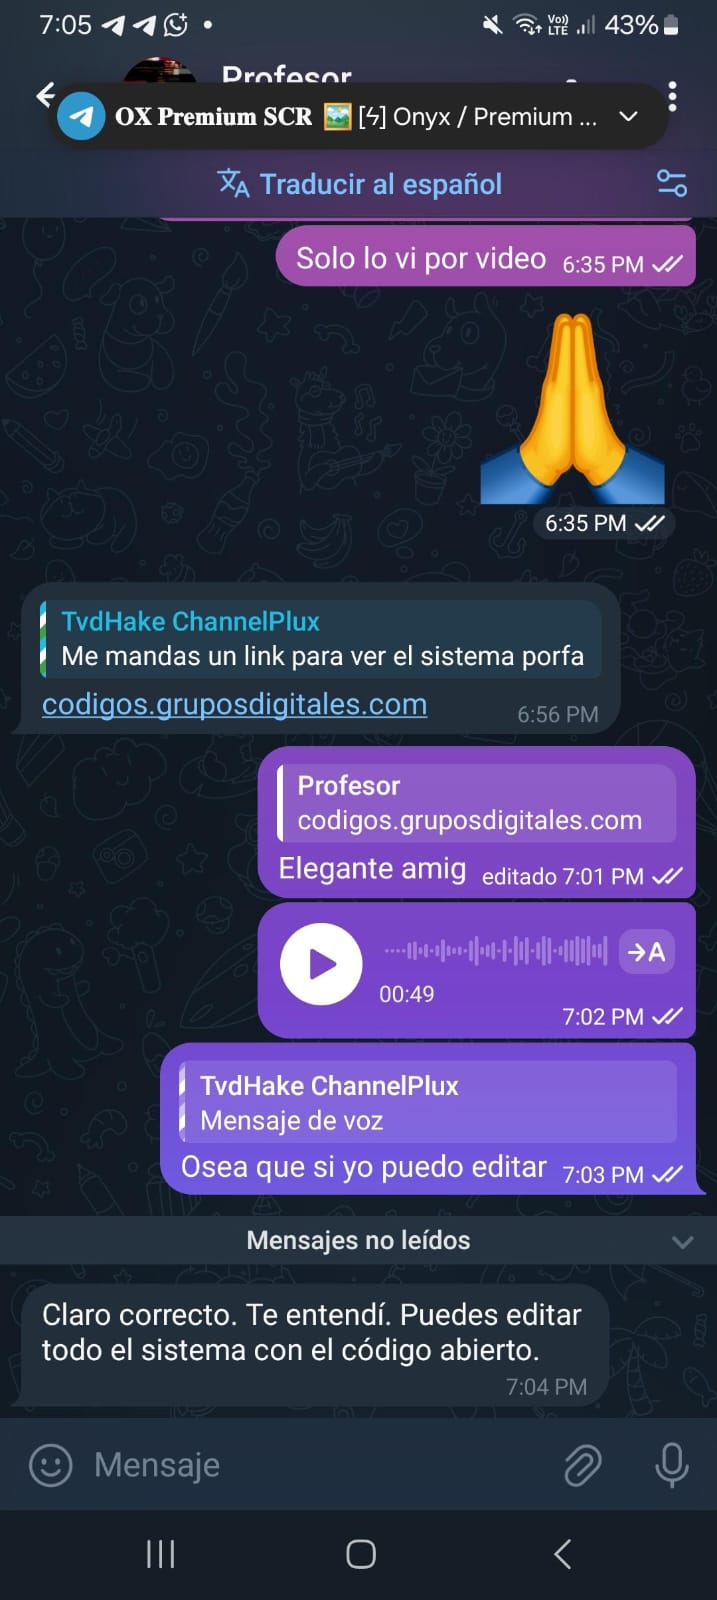 7:05
Vo))
LTE
43%
Profesor
OX Premium SCR 🖼️ [ϟ] Onyx / Premium ...
Traducir al español
Solo lo vi por video 6:35 PM
6:35 PM
TvdHake ChannelPlux
Me mandas un link para ver el sistema porfa
codigos.gruposdigitales.com 6:56 PM
Profesor
codigos.gruposdigitales.com
Elegante amig editado 7:01 PM
→A
00:49
7:02 PM
TvdHake ChannelPlux
Mensaje de voz
Osea que si yo puedo editar 7:03 PM
Mensajes no leídos
Claro correcto. Te entendí. Puedes editar
todo el sistema con el código abierto.
7:04 PM
Mensaje